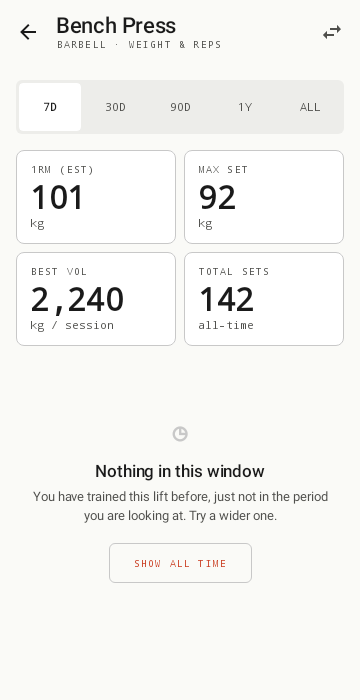 Bench Press
BARBELL · WEIGHT & REPS
7D 30D 90D 1Y ALL
1RM (EST)
101
kg
MAX SET
92
kg
BEST VOL
2,240
kg / session
TOTAL SETS
142
all-time
Nothing in this window
You have trained this lift before, just not in the period
you are looking at. Try a wider one.
SHOW ALL TIME